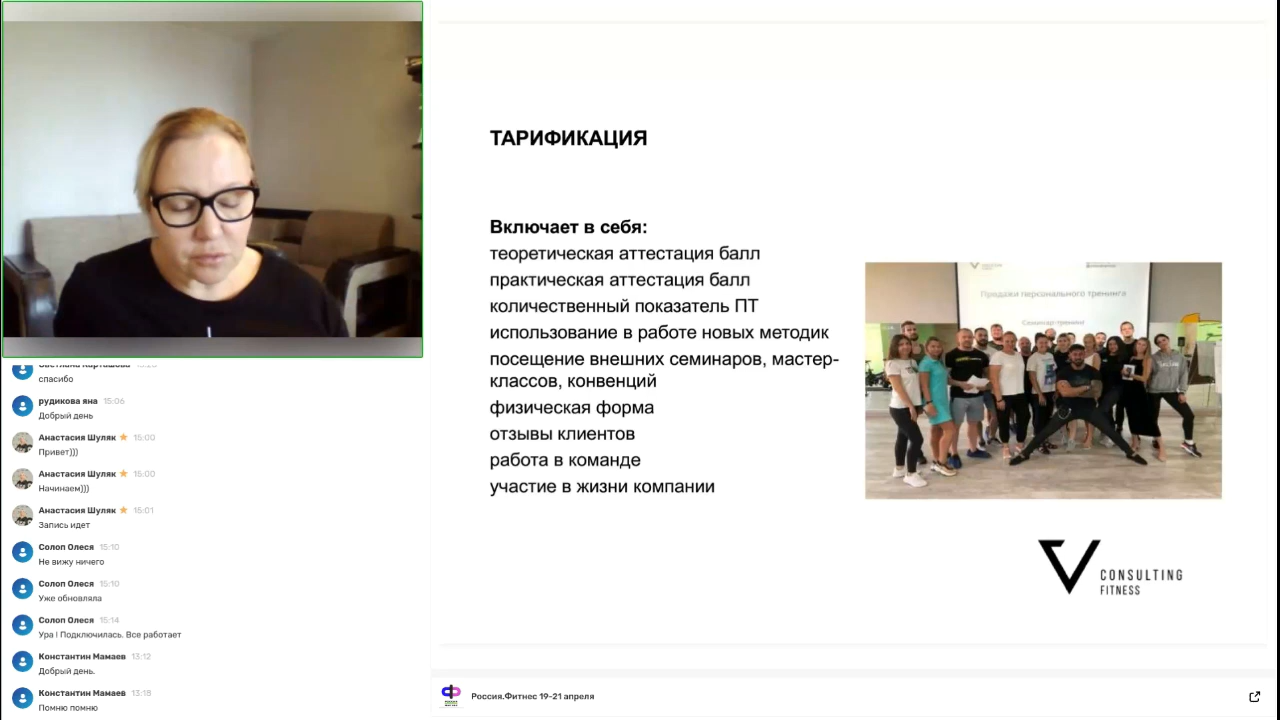 спасибо
рудикова яна 15:06
Добрый день
Анастасия Шуляк 15:00
Привет)))
Анастасия Шуляк 15:00
Начинаем)))
Анастасия Шуляк 15:01
Запись идет
Солоп Олеся 15:10
Не вижу ничего
Солоп Олеся 15:10
Уже обновляла
Солоп Олеся 15:14
Ура ! Подключилась. Все работает
Константин Мамаев 13:12
Добрый день.
Константин Мамаев 13:18
Помню помню
ТАРИФИКАЦИЯ
Включает в себя:
теоретическая аттестация балл
практическая аттестация балл
количественный показатель ПТ
использование в работе новых методик
посещение внешних семинаров, мастер-
классов, конвенций
физическая форма
отзывы клиентов
работа в команде
участие в жизни компании
Продажи персонального тренинга
Семинар-тренинг
CONSULTING
FITNESS
Россия.Фитнес 19-21 апреля